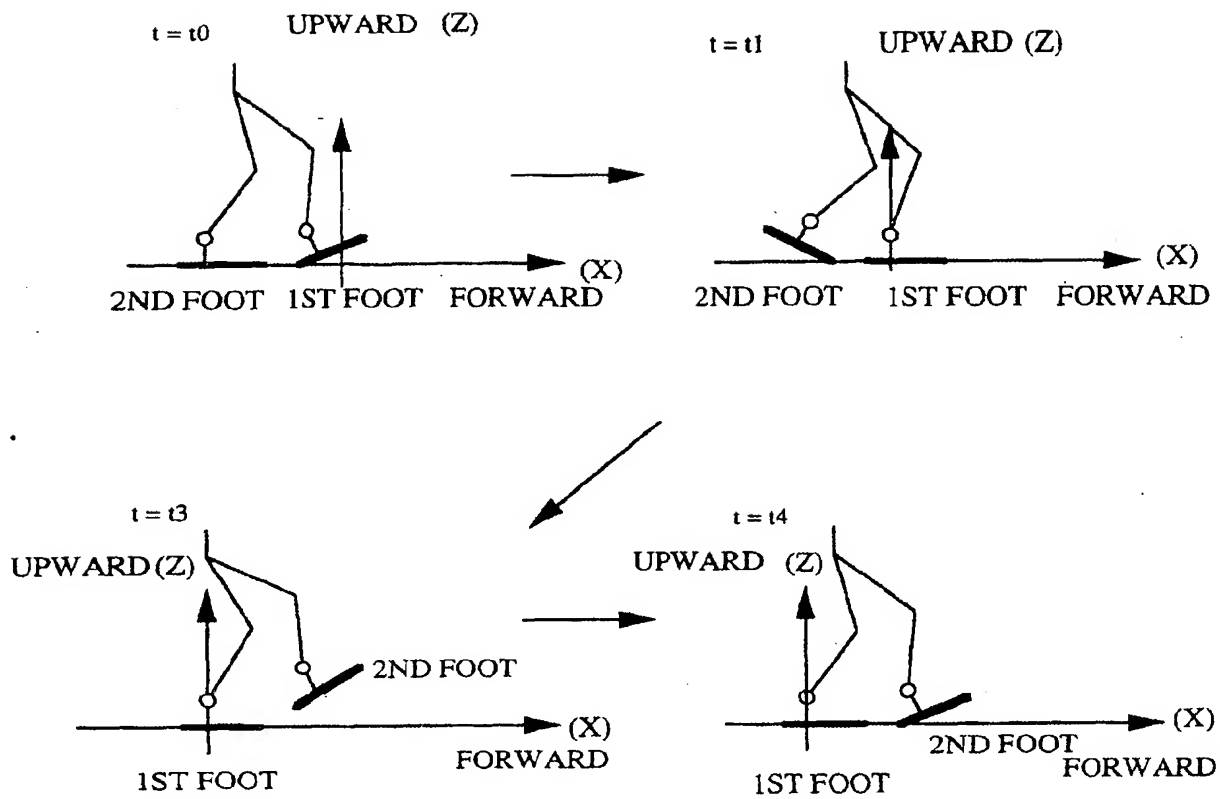 t = t0
UPWARD (Z)
(X)
2ND FOOT 1ST FOOT FORWARD
t = t1
UPWARD (Z)
(X)
2ND FOOT 1ST FOOT FORWARD
t = t3
UPWARD (Z)
2ND FOOT
(X)
FORWARD
1ST FOOT
t = t4
UPWARD (Z)
(X)
2ND FOOT
FORWARD
1ST FOOT